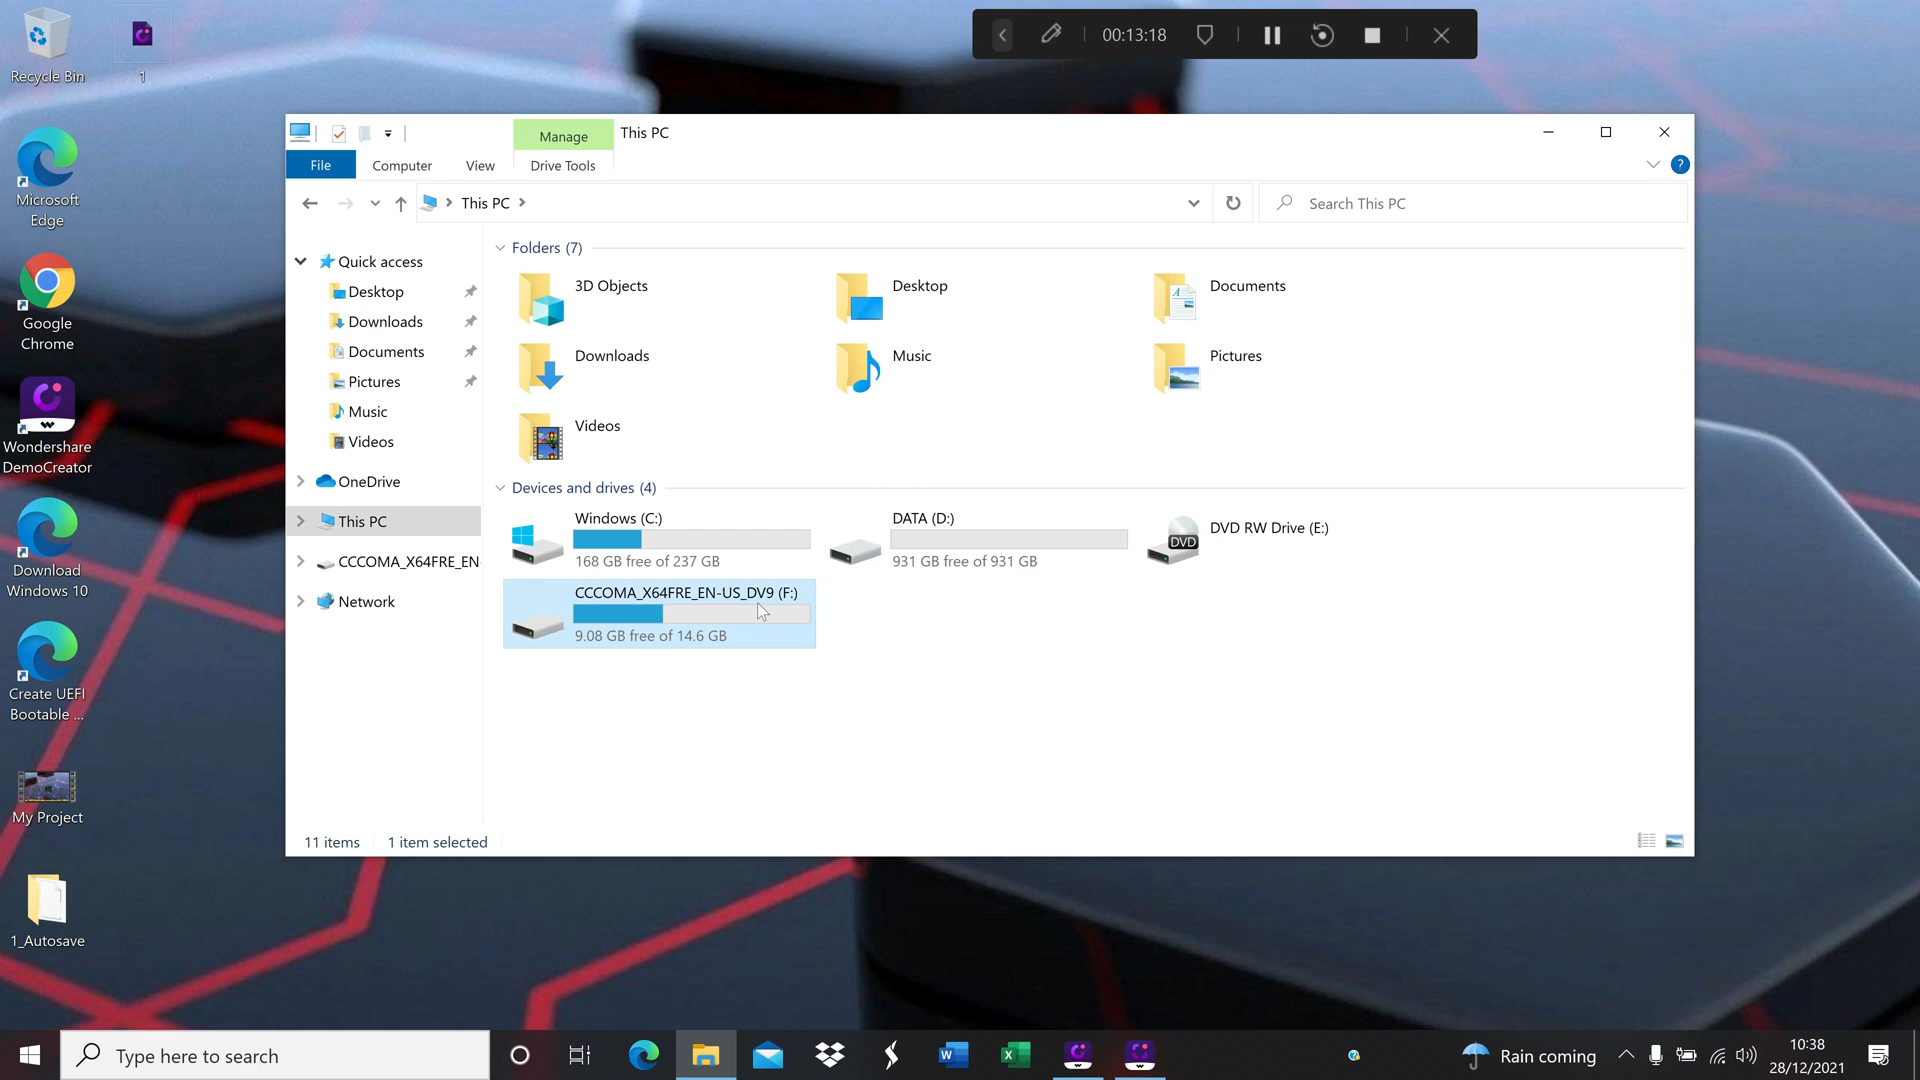 Recycle Bin
1
Microsoft
Edge
Google
Chrome
Wondershare
DemoCreator
Download
Windows 10
Create UEFI
Bootable ...
My Project
1_Autosave
00:13:18
Manage
This PC
File
Computer
View
Drive Tools
?
This PC
Search This PC
Quick access
Desktop
Downloads
Documents
Pictures
Music
Videos
OneDrive
This PC
CCCOMA_X64FRE_EN-
Network
Folders (7)
3D Objects
Desktop
Documents
Downloads
Music
Pictures
Videos
Devices and drives (4)
Windows (C:)
168 GB free of 237 GB
DATA (D:)
931 GB free of 931 GB
DVD
DVD RW Drive (E:)
CCCOMA_X64FRE_EN-US_DV9 (F:)
9.08 GB free of 14.6 GB
11 items
1 item selected
Type here to search
Rain coming
10:38
28/12/2021